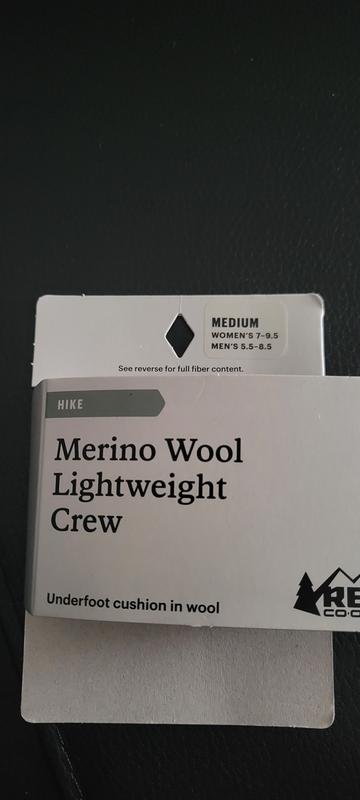 MEDIUM
WOMEN'S 7-9.5
MEN'S 5.5-8.5
See reverse for full fiber content.
HIKE
Merino Wool
Lightweight
Crew
Underfoot cushion in wool
RE
CO-O